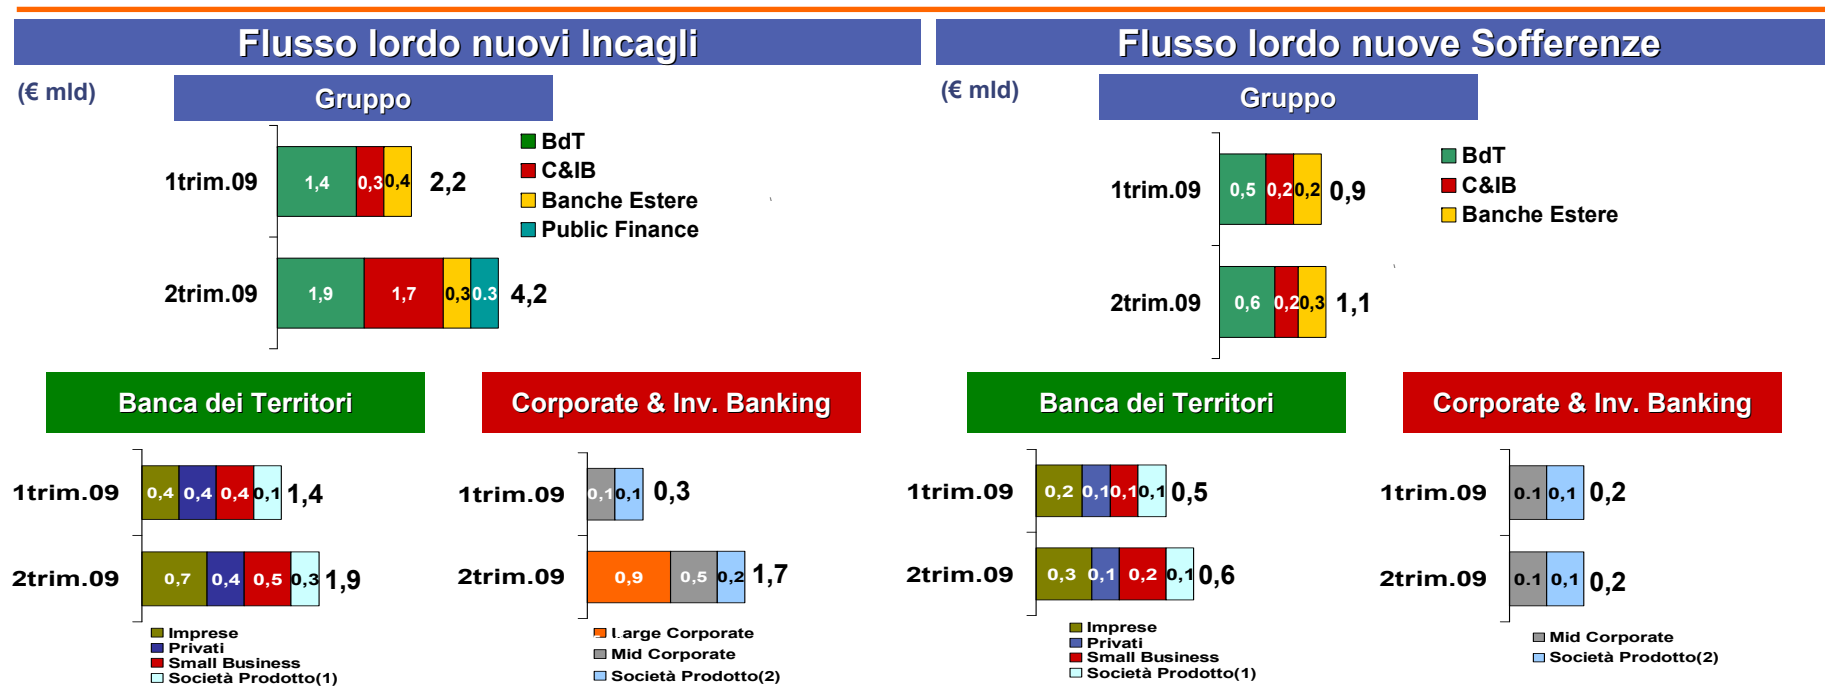 Flusso lordo nuovi Incagli
(€ mld)
Gruppo
1trim.09
1,4
0,3
0,4
2,2
2trim.09
1,9
1,7
0,3
0.3
4,2
BdT
C&IB
Banche Estere
Public Finance
Banca dei Territori
1trim.09
0,4
0,4
0,4
0,1
1,4
2trim.09
0,7
0,4
0,5
0,3
1,9
Imprese
Privati
Small Business
Società Prodotto(1)
Corporate & Inv. Banking
1trim.09
0,1
0,1
0,3
2trim.09
0,9
0,5
0,2
1,7
Large Corporate
Mid Corporate
Società Prodotto(2)
Flusso lordo nuove Sofferenze
(€ mld)
Gruppo
1trim.09
0,5
0,2
0,2
0,9
2trim.09
0,6
0,2
0,3
1,1
BdT
C&IB
Banche Estere
Banca dei Territori
1trim.09
0,2
0,1
0,1
0,1
0,5
2trim.09
0,3
0,1
0,2
0,1
0,6
Imprese
Privati
Small Business
Società Prodotto(1)
Corporate & Inv. Banking
1trim.09
0.1
0,1
0,2
2trim.09
0.1
0,1
0,2
Mid Corporate
Società Prodotto(2)